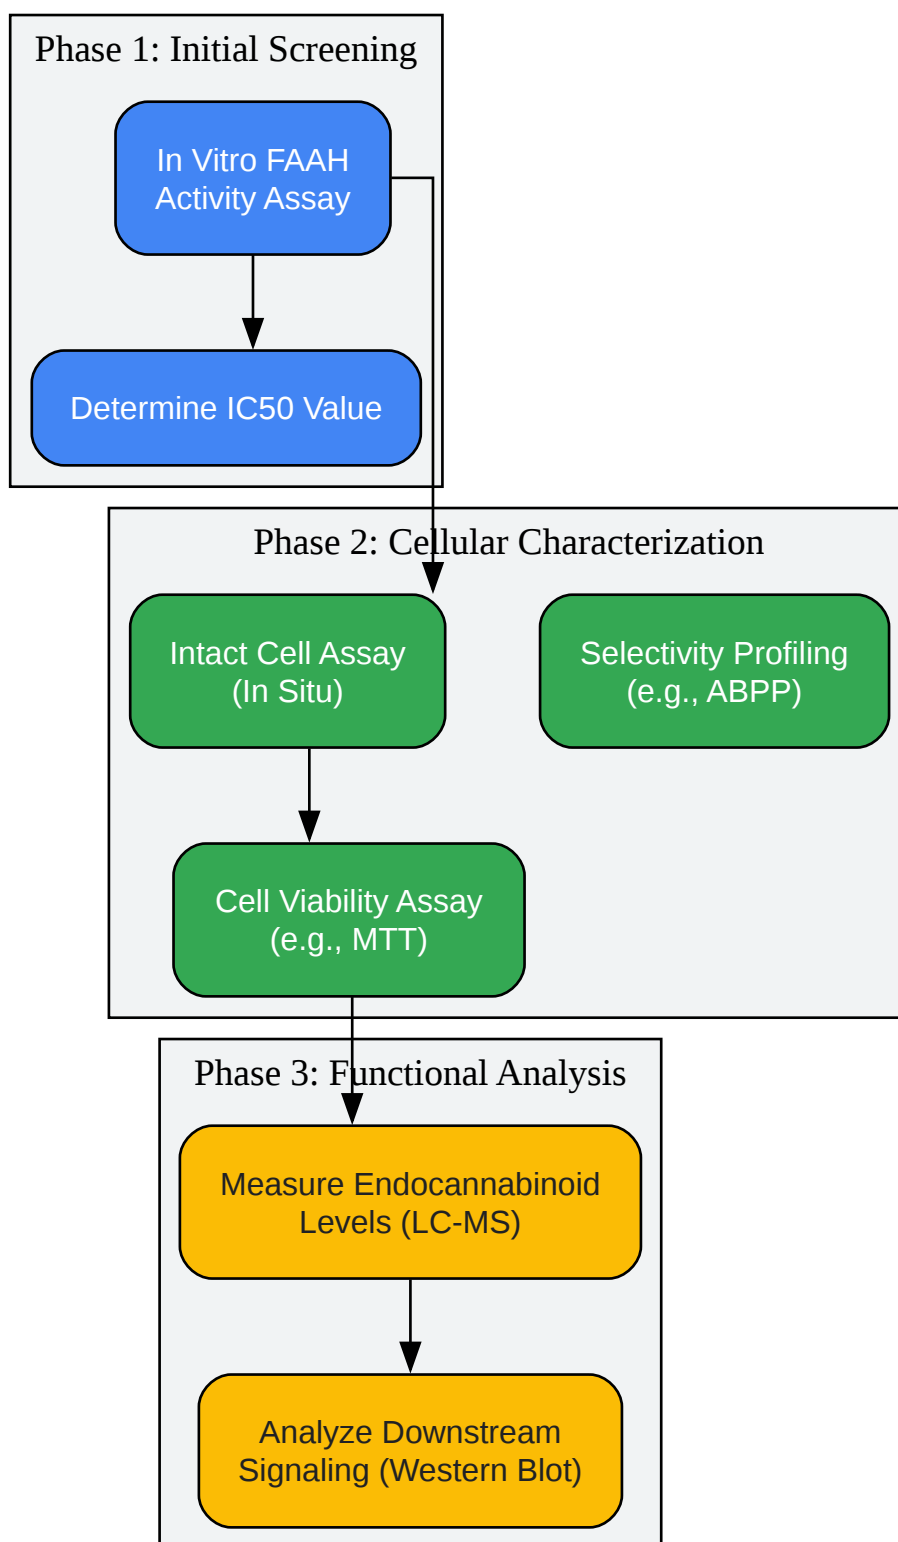 Phase 1: Initial Screening
In Vitro FAAH
Activity Assay
Determine IC50 Value
Phase 2: Cellular Characterization
Intact Cell Assay
(In Situ)
Selectivity Profiling
(e.g., ABPP)
Cell Viability Assay
(e.g., MTT)
Phase 3: Functional Analysis
Measure Endocannabinoid
Levels (LC-MS)
Analyze Downstream
Signaling (Western Blot)